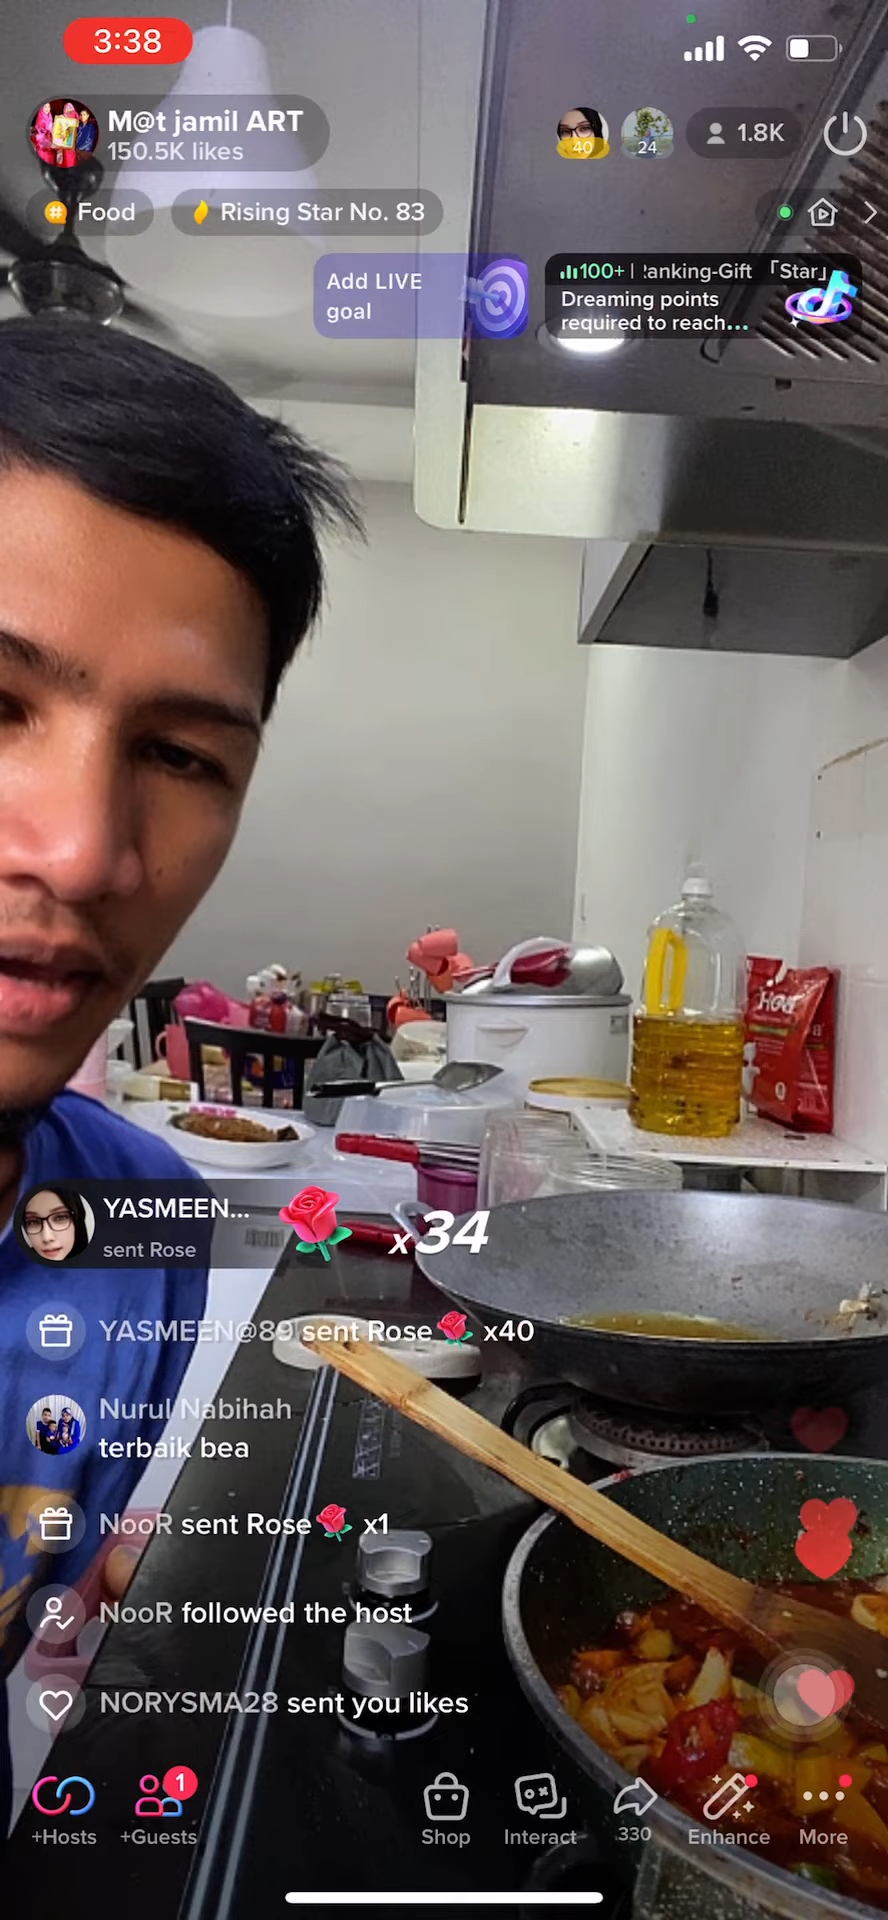 3:38
M@t jamil ART
150.5K likes
40
24
1.8K
Food
Rising Star No. 83
Add LIVE
goal
100+ | anking-Gift 「Star」
Dreaming points
required to reach...
YASMEEN...
sent Rose
x34
YASMEEN@89 sent Rose x40
Nurul Nabihah
terbaik bea
NooR sent Rose x1
NooR followed the host
NORYSMA28 sent you likes
1
+Hosts
+Guests
Shop
Interact
330
Enhance
More